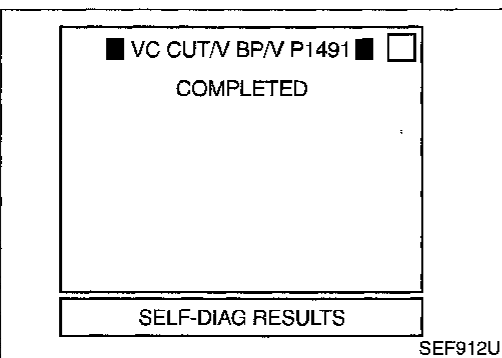 VC CUT/V BP/V P1491
COMPLETED
SELF-DIAG RESULTS
SEF912U